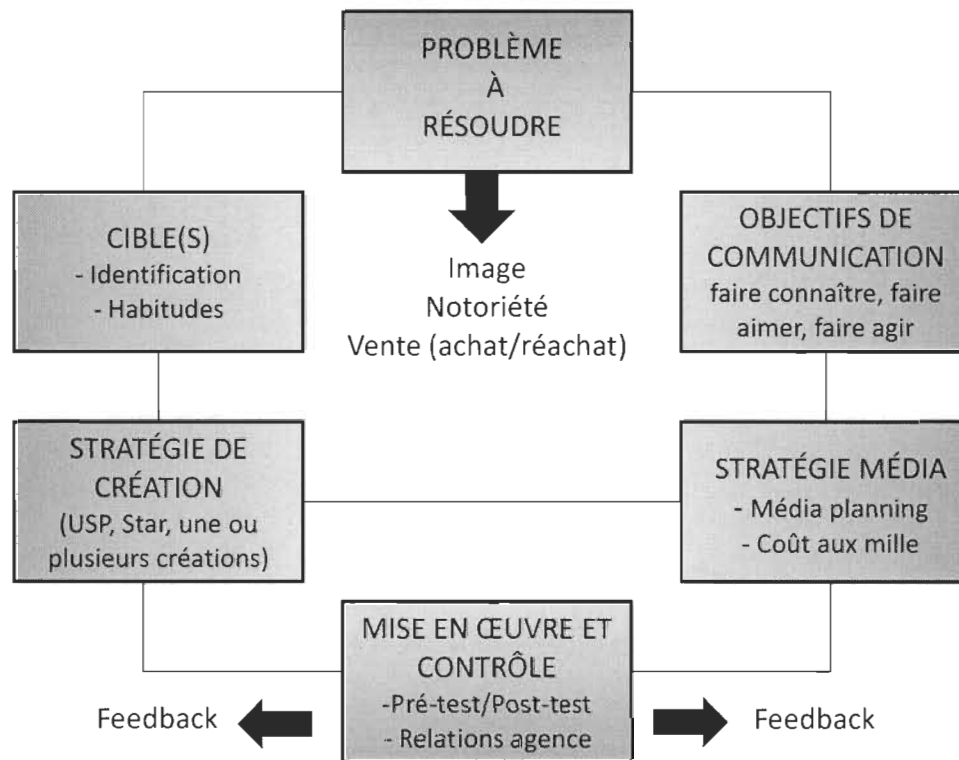 PROBLÈME
À
RÉSOUDRE
CIBLE(S)
- Identification
- Habitudes
Image
Notoriété
Vente (achat/réachat)
OBJECTIFS DE
COMMUNICATION
faire connaître, faire
aimer, faire agir
STRATÉGIE DE
CRÉATION
(USP, Star, une ou
plusieurs créations)
STRATÉGIE MÉDIA
- Média planning
- Coût aux mille
MISE EN ŒUVRE ET
CONTRÔLE
-Pré-test/Post-test
- Relations agence
Feedback
Feedback